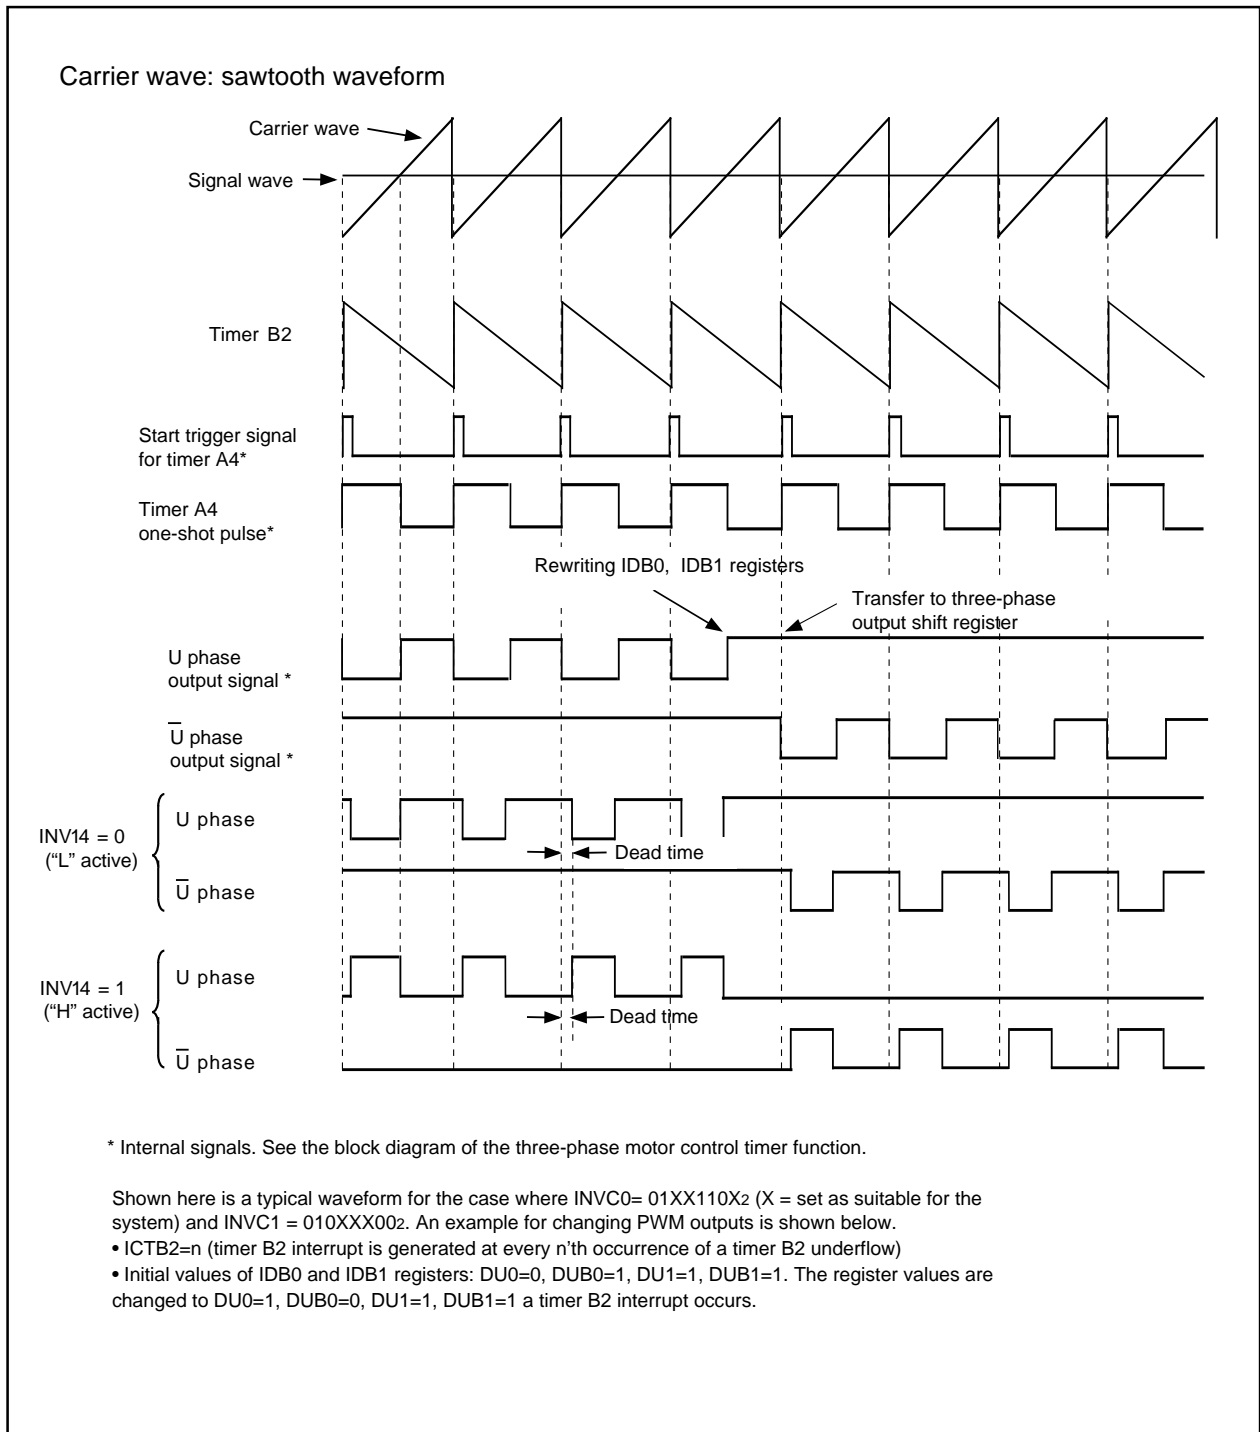 Carrier wave: sawtooth waveform
Carrier wave
Signal wave
Timer B2
Start trigger signal
for timer A4*
Timer A4
one-shot pulse*
Rewriting IDB0, IDB1 registers
Transfer to three-phase
output shift register
U phase
output signal *
U̅ phase
output signal *
INV14 = 0
(“L” active)
U phase
Dead time
U̅ phase
INV14 = 1
(“H” active)
U phase
Dead time
U̅ phase
* Internal signals. See the block diagram of the three-phase motor control timer function.
Shown here is a typical waveform for the case where INVC0= 01XX110X2 (X = set as suitable for the
system) and INVC1 = 010XXX002. An example for changing PWM outputs is shown below.
• ICTB2=n (timer B2 interrupt is generated at every n’th occurrence of a timer B2 underflow)
• Initial values of IDB0 and IDB1 registers: DU0=0, DUB0=1, DU1=1, DUB1=1. The register values are
changed to DU0=1, DUB0=0, DU1=1, DUB1=1 a timer B2 interrupt occurs.